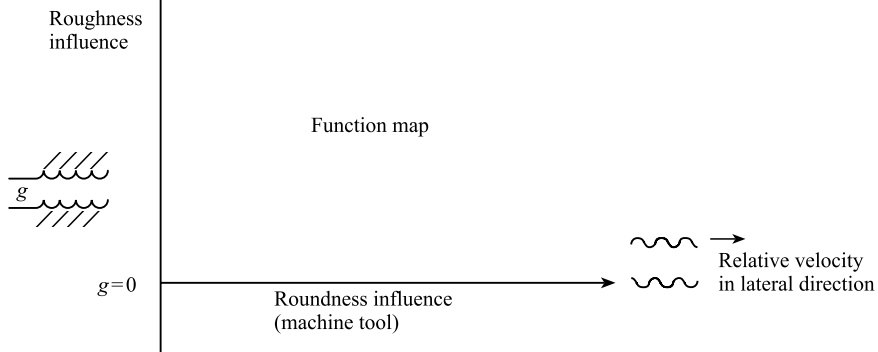 Roughness
influence
Function map
g
g=0
Roundness influence
(machine tool)
Relative velocity
in lateral direction